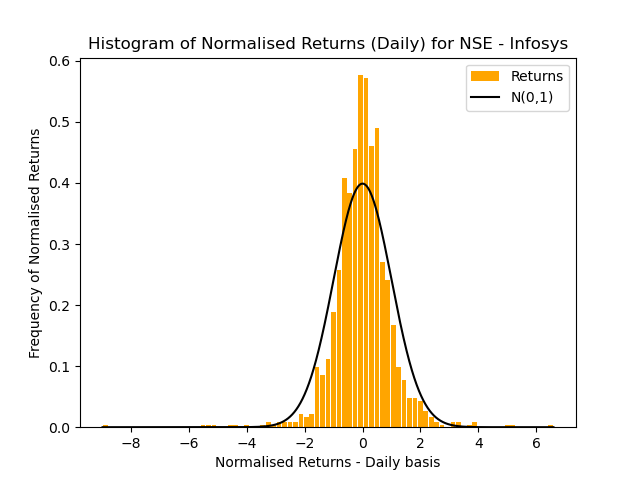 Histogram of Normalised Returns (Daily) for NSE - Infosys
Returns
N(0,1)
Frequency of Normalised Returns
0.6
0.5
0.4
0.3
0.2
0.1
0.0
−8 −6 −4 −2 0 2 4 6
Normalised Returns - Daily basis